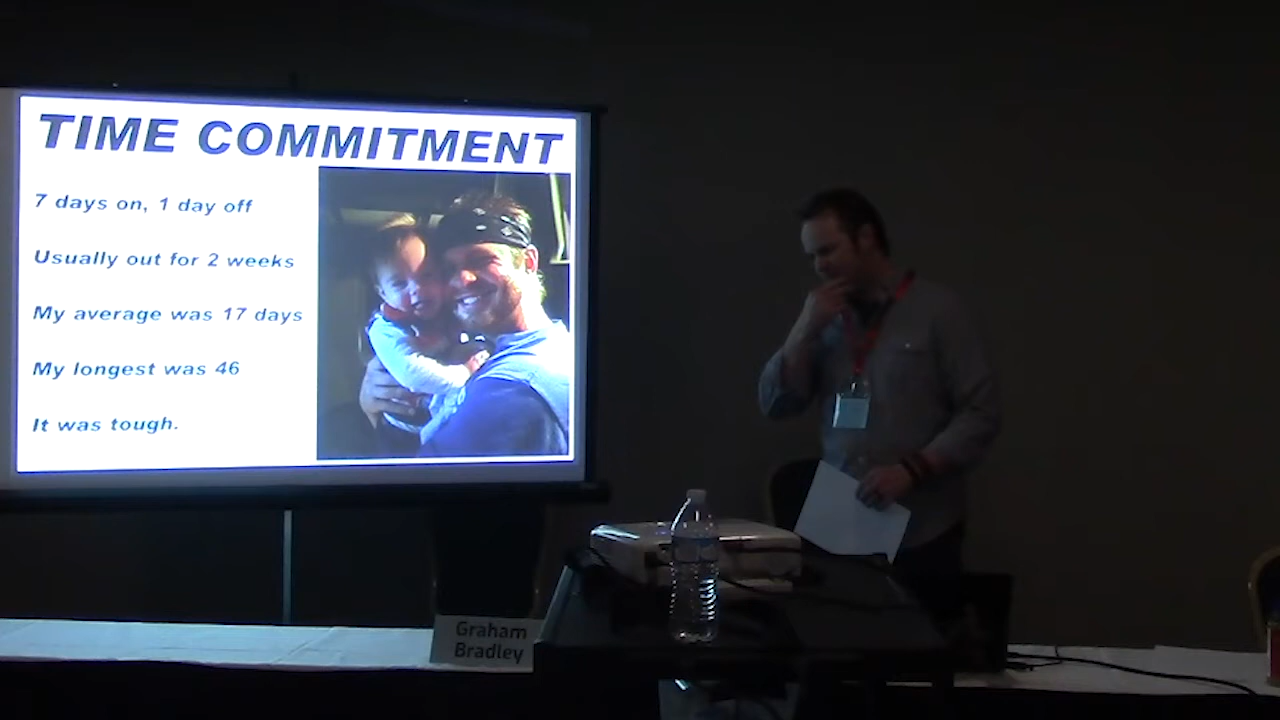 TIME COMMITMENT
7 days on, 1 day off
Usually out for 2 weeks
My average was 17 days
My longest was 46
It was tough.
Graham
Bradley